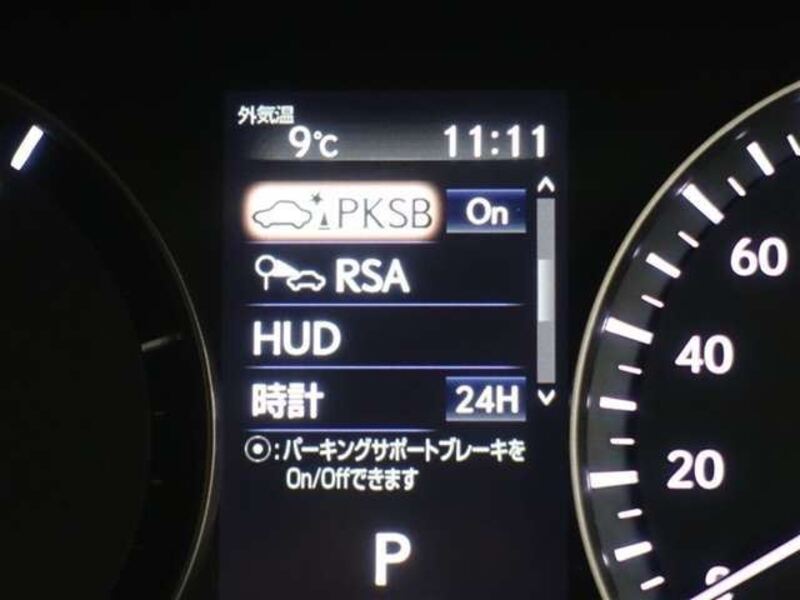 外気温
9℃ 11:11
PKSB On
RSA
HUD
時計 24H
⦿:パーキングサポートブレーキを
On/Offできます
P
60
40
20